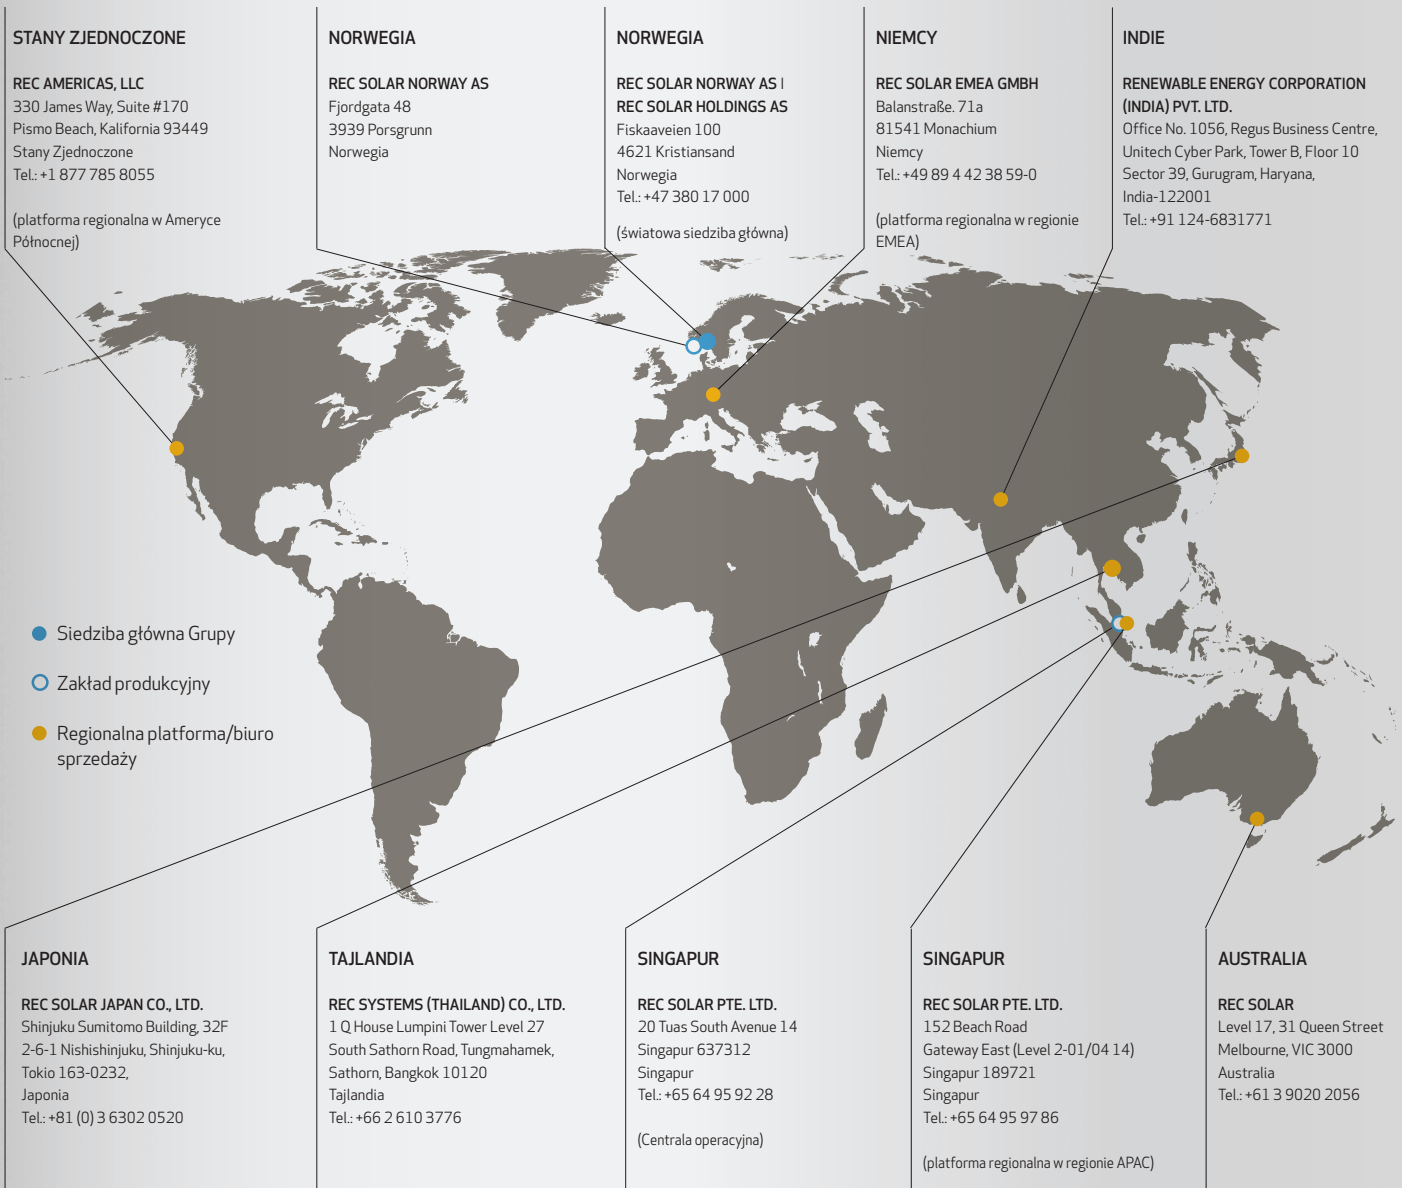 STANY ZJEDNOCZONE
REC AMERICAS, LLC
330 James Way, Suite #170
Pismo Beach, Kalifornia 93449
Stany Zjednoczone
Tel.: +1 877 785 8055
(platforma regionalna w Ameryce
Północnej)
NORWEGIA
REC SOLAR NORWAY AS
Fjordgata 48
3939 Porsgrunn
Norwegia
NORWEGIA
REC SOLAR NORWAY AS I
REC SOLAR HOLDINGS AS
Fiskaaveien 100
4621 Kristiansand
Norwegia
Tel.: +47 380 17 000
(światowa siedziba główna)
NIEMCY
REC SOLAR EMEA GMBH
Balanstraße. 71a
81541 Monachium
Niemcy
Tel.: +49 89 4 42 38 59-0
(platforma regionalna w regionie
EMEA)
INDIE
RENEWABLE ENERGY CORPORATION
(INDIA) PVT. LTD.
Office No. 1056, Regus Business Centre,
Unitech Cyber Park, Tower B, Floor 10
Sector 39, Gurugram, Haryana,
India-122001
Tel.: +91 124-6831771
Siedziba główna Grupy
Zakład produkcyjny
Regionalna platforma/biuro
sprzedaży
JAPONIA
REC SOLAR JAPAN CO., LTD.
Shinjuku Sumitomo Building, 32F
2-6-1 Nishishinjuku, Shinjuku-ku,
Tokio 163-0232,
Japonia
Tel.: +81 (0) 3 6302 0520
TAJLANDIA
REC SYSTEMS (THAILAND) CO., LTD.
1 Q House Lumpini Tower Level 27
South Sathorn Road, Tungmahamek,
Sathorn, Bangkok 10120
Tajlandia
Tel.: +66 2 610 3776
SINGAPUR
REC SOLAR PTE. LTD.
20 Tuas South Avenue 14
Singapur 637312
Singapur
Tel.: +65 64 95 92 28
(Centrala operacyjna)
SINGAPUR
REC SOLAR PTE. LTD.
152 Beach Road
Gateway East (Level 2-01/04 14)
Singapur 189721
Singapur
Tel.: +65 64 95 97 86
(platforma regionalna w regionie APAC)
AUSTRALIA
REC SOLAR
Level 17, 31 Queen Street
Melbourne, VIC 3000
Australia
Tel.: +61 3 9020 2056